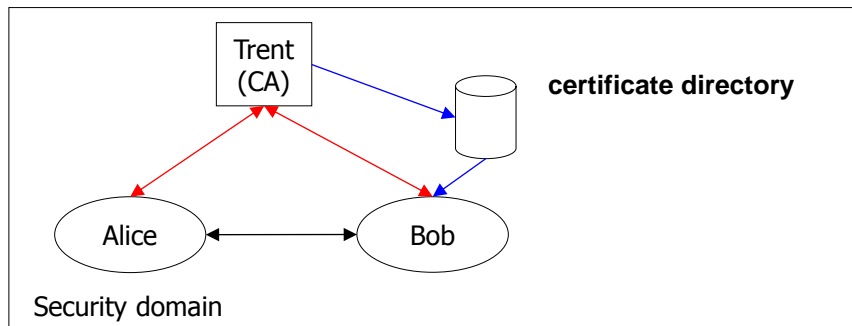 Trent
(CA)
certificate directory
Alice
Bob
Security domain